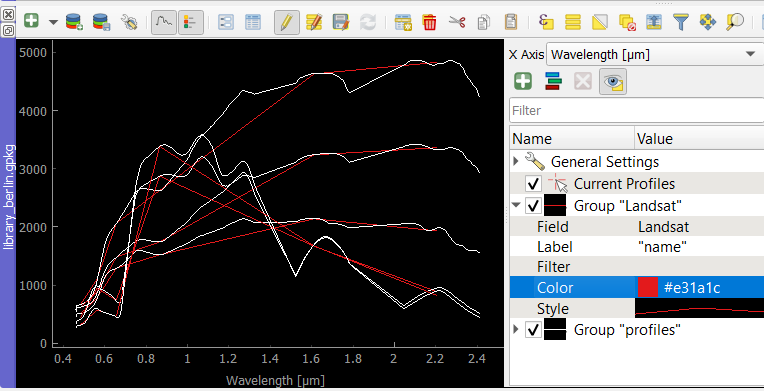 library_berlin.gpkg
5000
4000
3000
2000
1000
0
0.4 0.6 0.8 1 1.2 1.4 1.6 1.8 2 2.2 2.4
Wavelength [µm]
X Axis Wavelength [µm]
Filter
Name Value
General Settings
Current Profiles
Group "Landsat"
Field Landsat
Label "name"
Filter
Color #e31a1c
Style
Group "profiles"